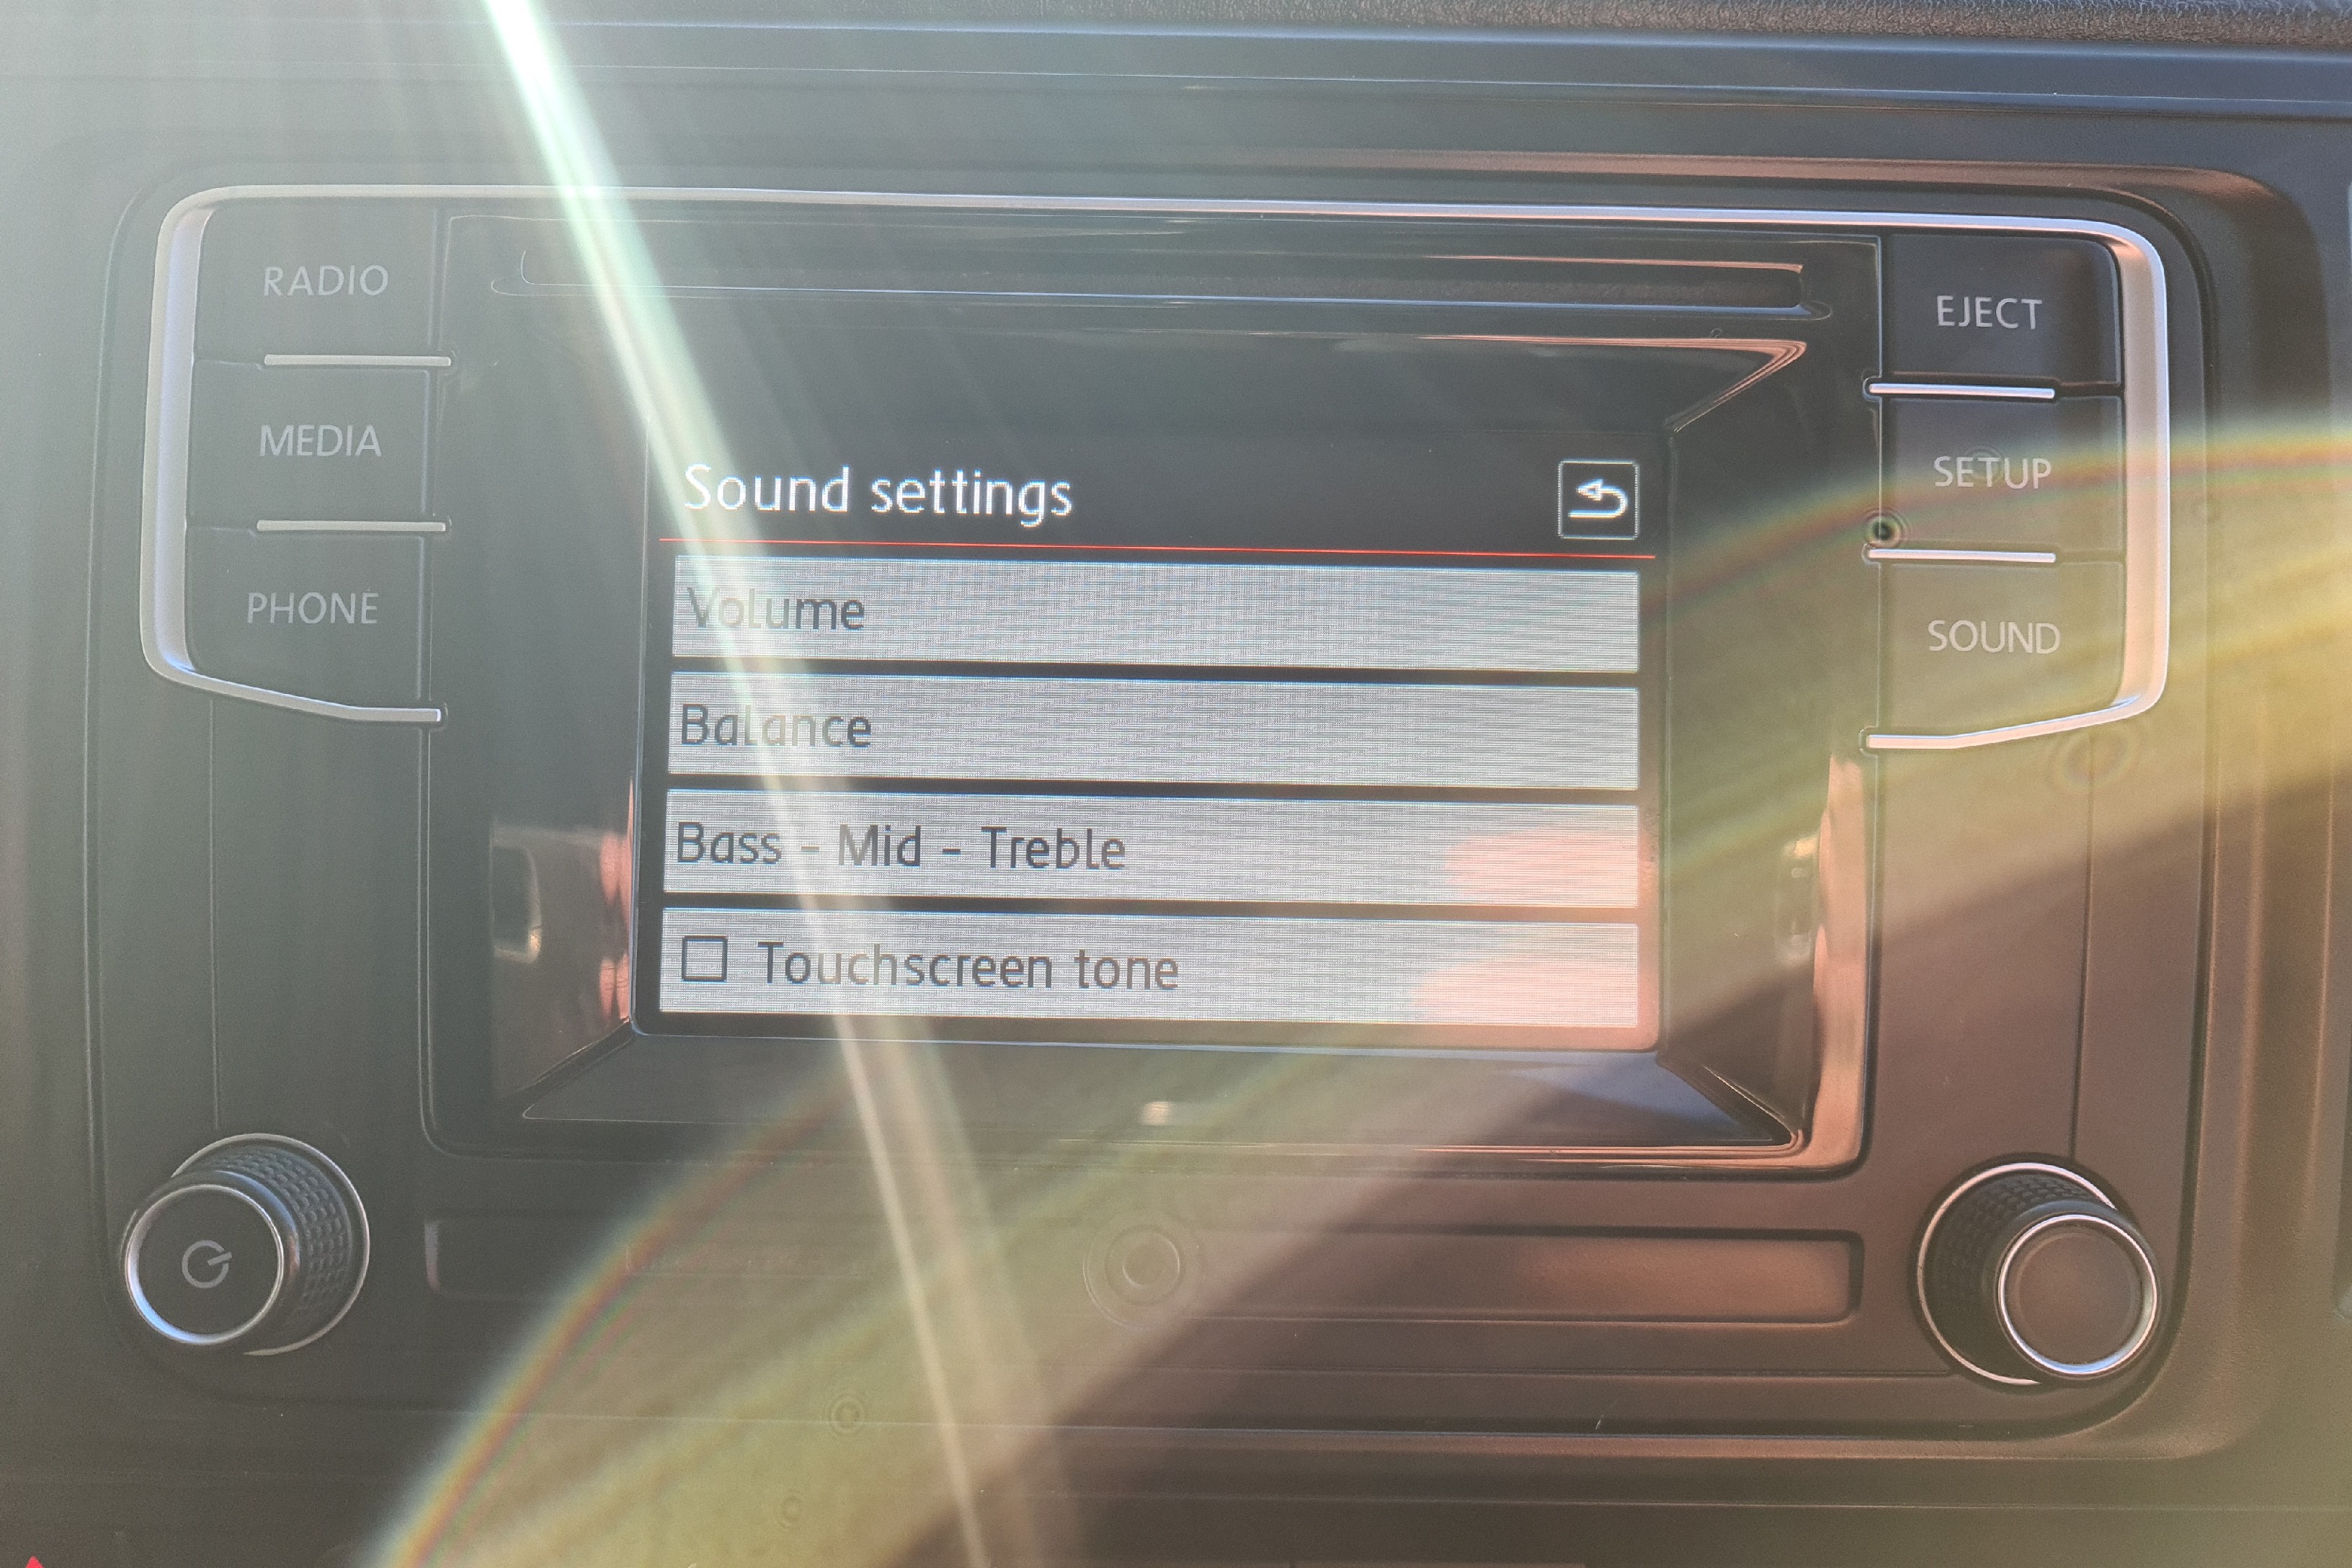 RADIO
MEDIA
PHONE
Sound settings
Volume
Balance
Bass - Mid - Treble
Touchscreen tone
EJECT
SETUP
SOUND